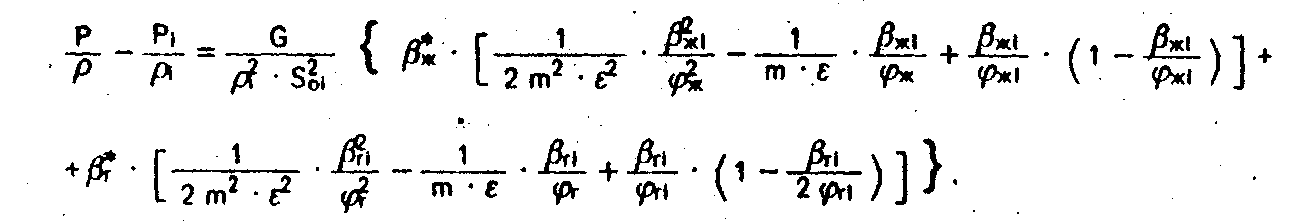 P/ρ − P₁/ρ₁ = G/(ρ₁² · S²₀₁) { β*ж · [ 1/(2 m² · ε²) · β²ж1/φ²ж − 1/(m · ε) · βж1/φж + βж1/φж1 · (1 − βж1/φж1) ] +
+ β*г · [ 1/(2 m² · ε²) · β²г1/φ²г − 1/(m · ε) · βг1/φг + βг1/φг1 · (1 − βг1/(2 φг1)) ] }.